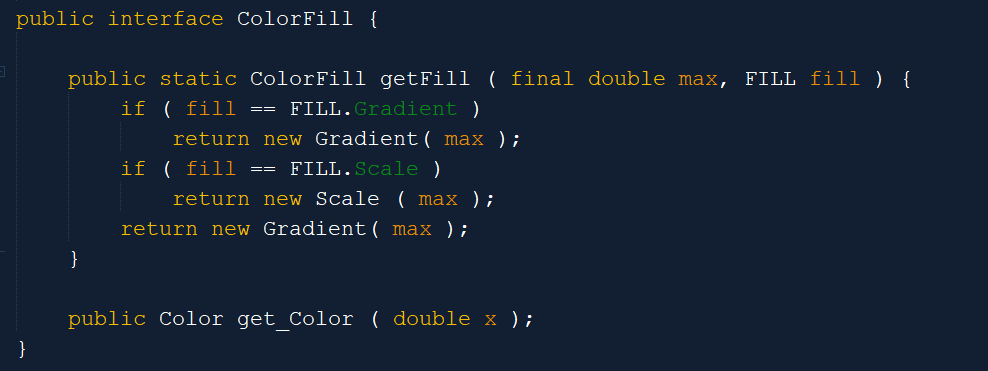 public interface ColorFill {
public static ColorFill getFill ( final double max, FILL fill ) {
if ( fill == FILL.Gradient )
return new Gradient( max );
if ( fill == FILL.Scale )
return new Scale ( max );
return new Gradient( max );
}
public Color get_Color ( double x );
}